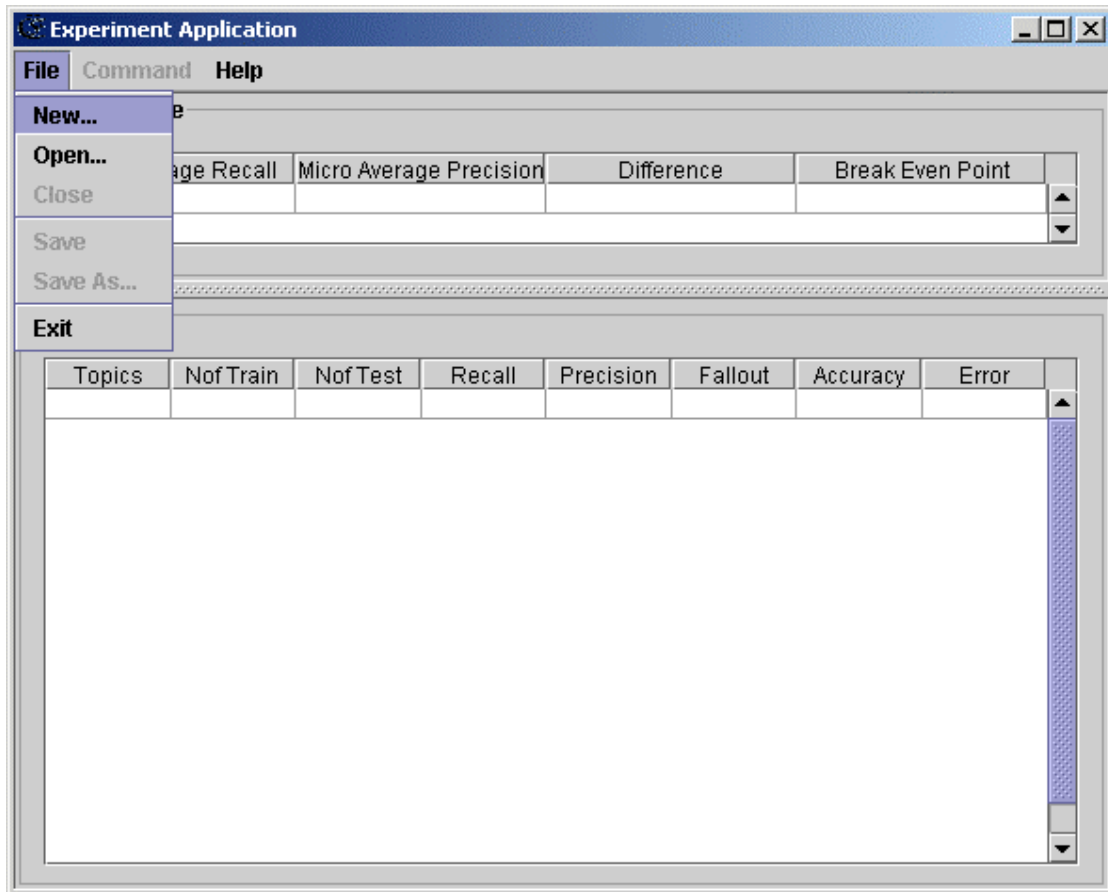 Experiment Application
File Command Help
New...
Open...
Close
Save
Save As...
Exit
Recall Micro Average Precision Difference Break Even Point
Topics Nof Train Nof Test Recall Precision Fallout Accuracy Error